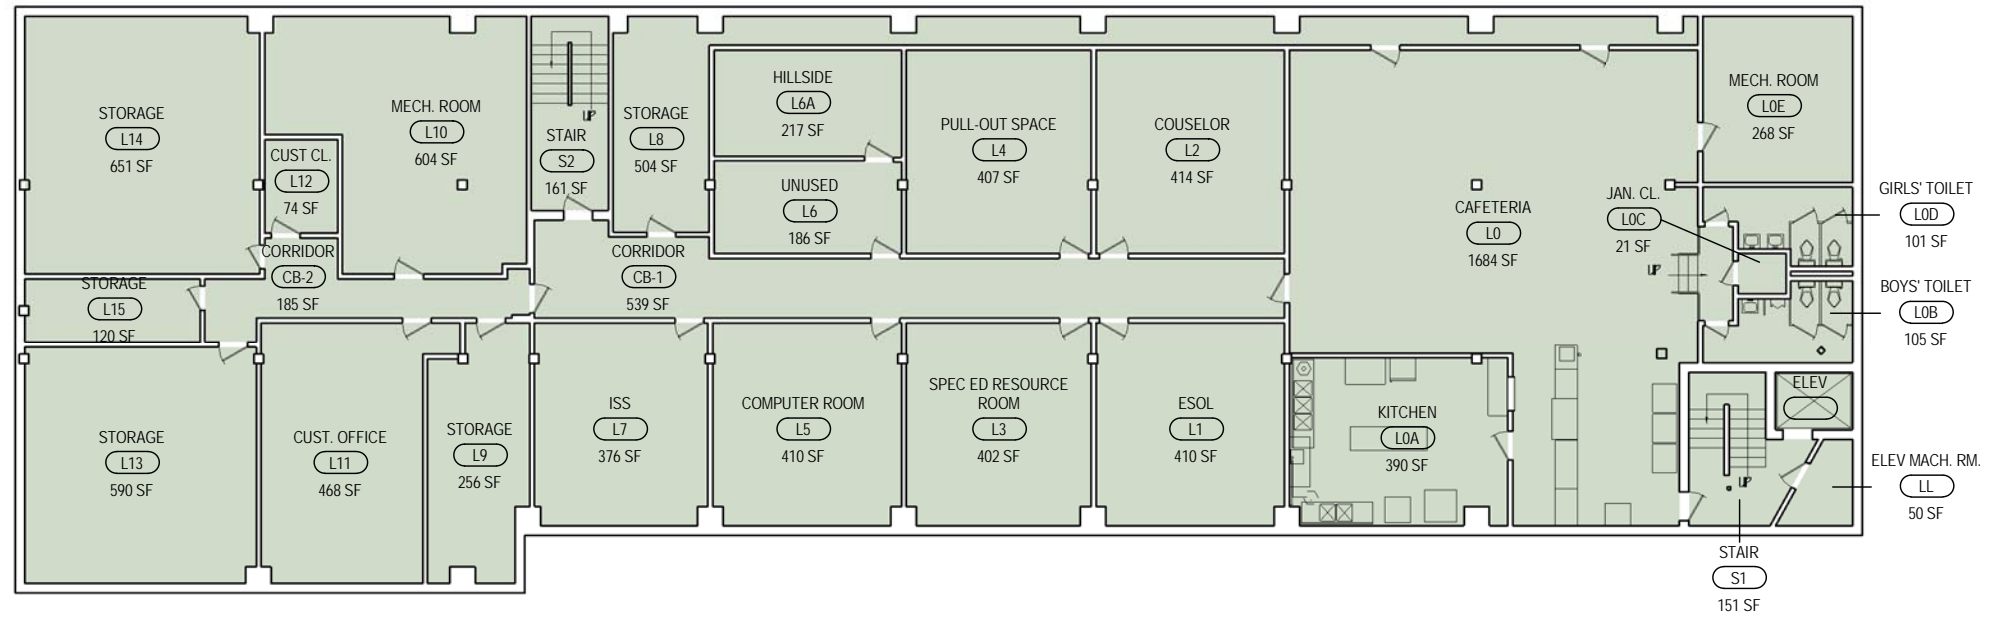 STORAGE
L14
651 SF
MECH. ROOM
L10
604 SF
CUST CL.
L12
74 SF
UP
STAIR
S2
161 SF
STORAGE
L8
504 SF
HILLSIDE
L6A
217 SF
UNUSED
L6
186 SF
PULL-OUT SPACE
L4
407 SF
COUSELOR
L2
414 SF
CAFETERIA
L0
1684 SF
MECH. ROOM
L0E
268 SF
JAN. CL.
L0C
21 SF
UP
GIRLS' TOILET
L0D
101 SF
BOYS' TOILET
L0B
105 SF
CORRIDOR
CB-2
185 SF
CORRIDOR
CB-1
539 SF
STORAGE
L15
120 SF
STORAGE
L13
590 SF
CUST. OFFICE
L11
468 SF
STORAGE
L9
256 SF
ISS
L7
376 SF
COMPUTER ROOM
L5
410 SF
SPEC ED RESOURCE
ROOM
L3
402 SF
ESOL
L1
410 SF
KITCHEN
L0A
390 SF
ELEV
UP
ELEV MACH. RM.
LL
50 SF
STAIR
S1
151 SF